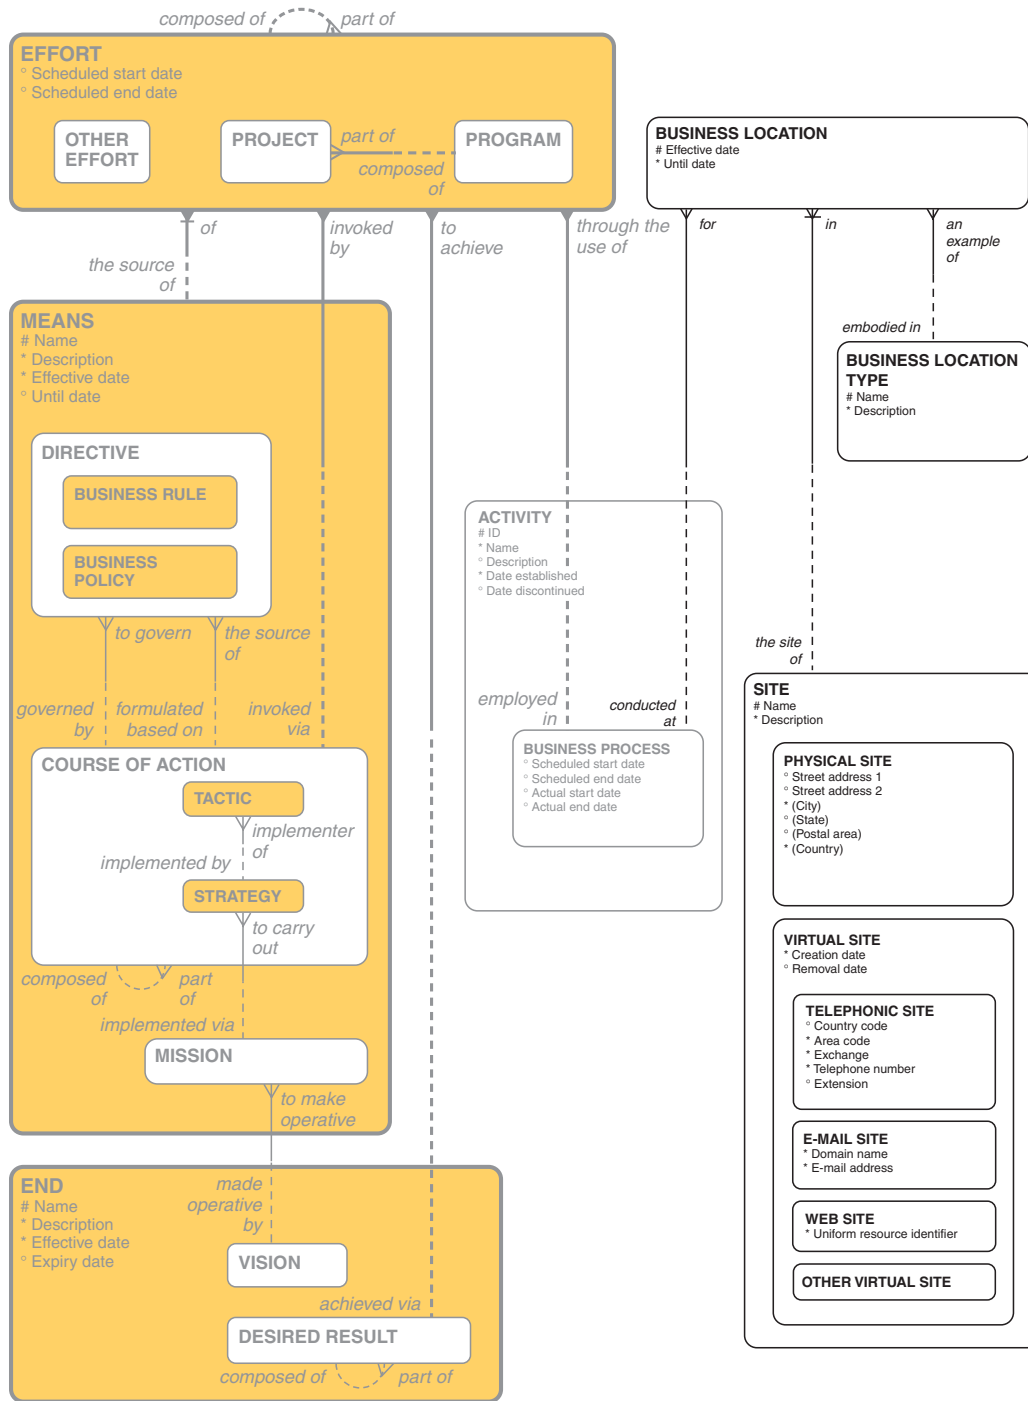 composed of
part of
EFFORT
° Scheduled start date
° Scheduled end date
OTHER
EFFORT
PROJECT
part of
composed
of
PROGRAM
BUSINESS LOCATION
# Effective date
* Until date
of
invoked
by
to
achieve
through the
use of
for
in
an
example
of
the source
of
embodied in
MEANS
# Name
* Description
* Effective date
° Until date
BUSINESS LOCATION
TYPE
# Name
* Description
DIRECTIVE
BUSINESS RULE
BUSINESS
POLICY
ACTIVITY
# ID
* Name
° Description
* Date established
° Date discontinued
to govern
the source
of
governed
by
formulated
based on
invoked
via
employed
in
conducted
at
the site
of
COURSE OF ACTION
TACTIC
implementer
of
implemented by
STRATEGY
to carry
out
composed
of
part
of
implemented via
MISSION
to make
operative
BUSINESS PROCESS
° Scheduled start date
° Scheduled end date
° Actual start date
° Actual end date
SITE
# Name
* Description
PHYSICAL SITE
° Street address 1
° Street address 2
* (City)
° (State)
° (Postal area)
* (Country)
VIRTUAL SITE
* Creation date
° Removal date
TELEPHONIC SITE
° Country code
* Area code
* Exchange
* Telephone number
° Extension
E-MAIL SITE
* Domain name
* E-mail address
WEB SITE
* Uniform resource identifier
OTHER VIRTUAL SITE
END
# Name
* Description
* Effective date
° Expiry date
made
operative
by
VISION
achieved via
DESIRED RESULT
composed of
part of